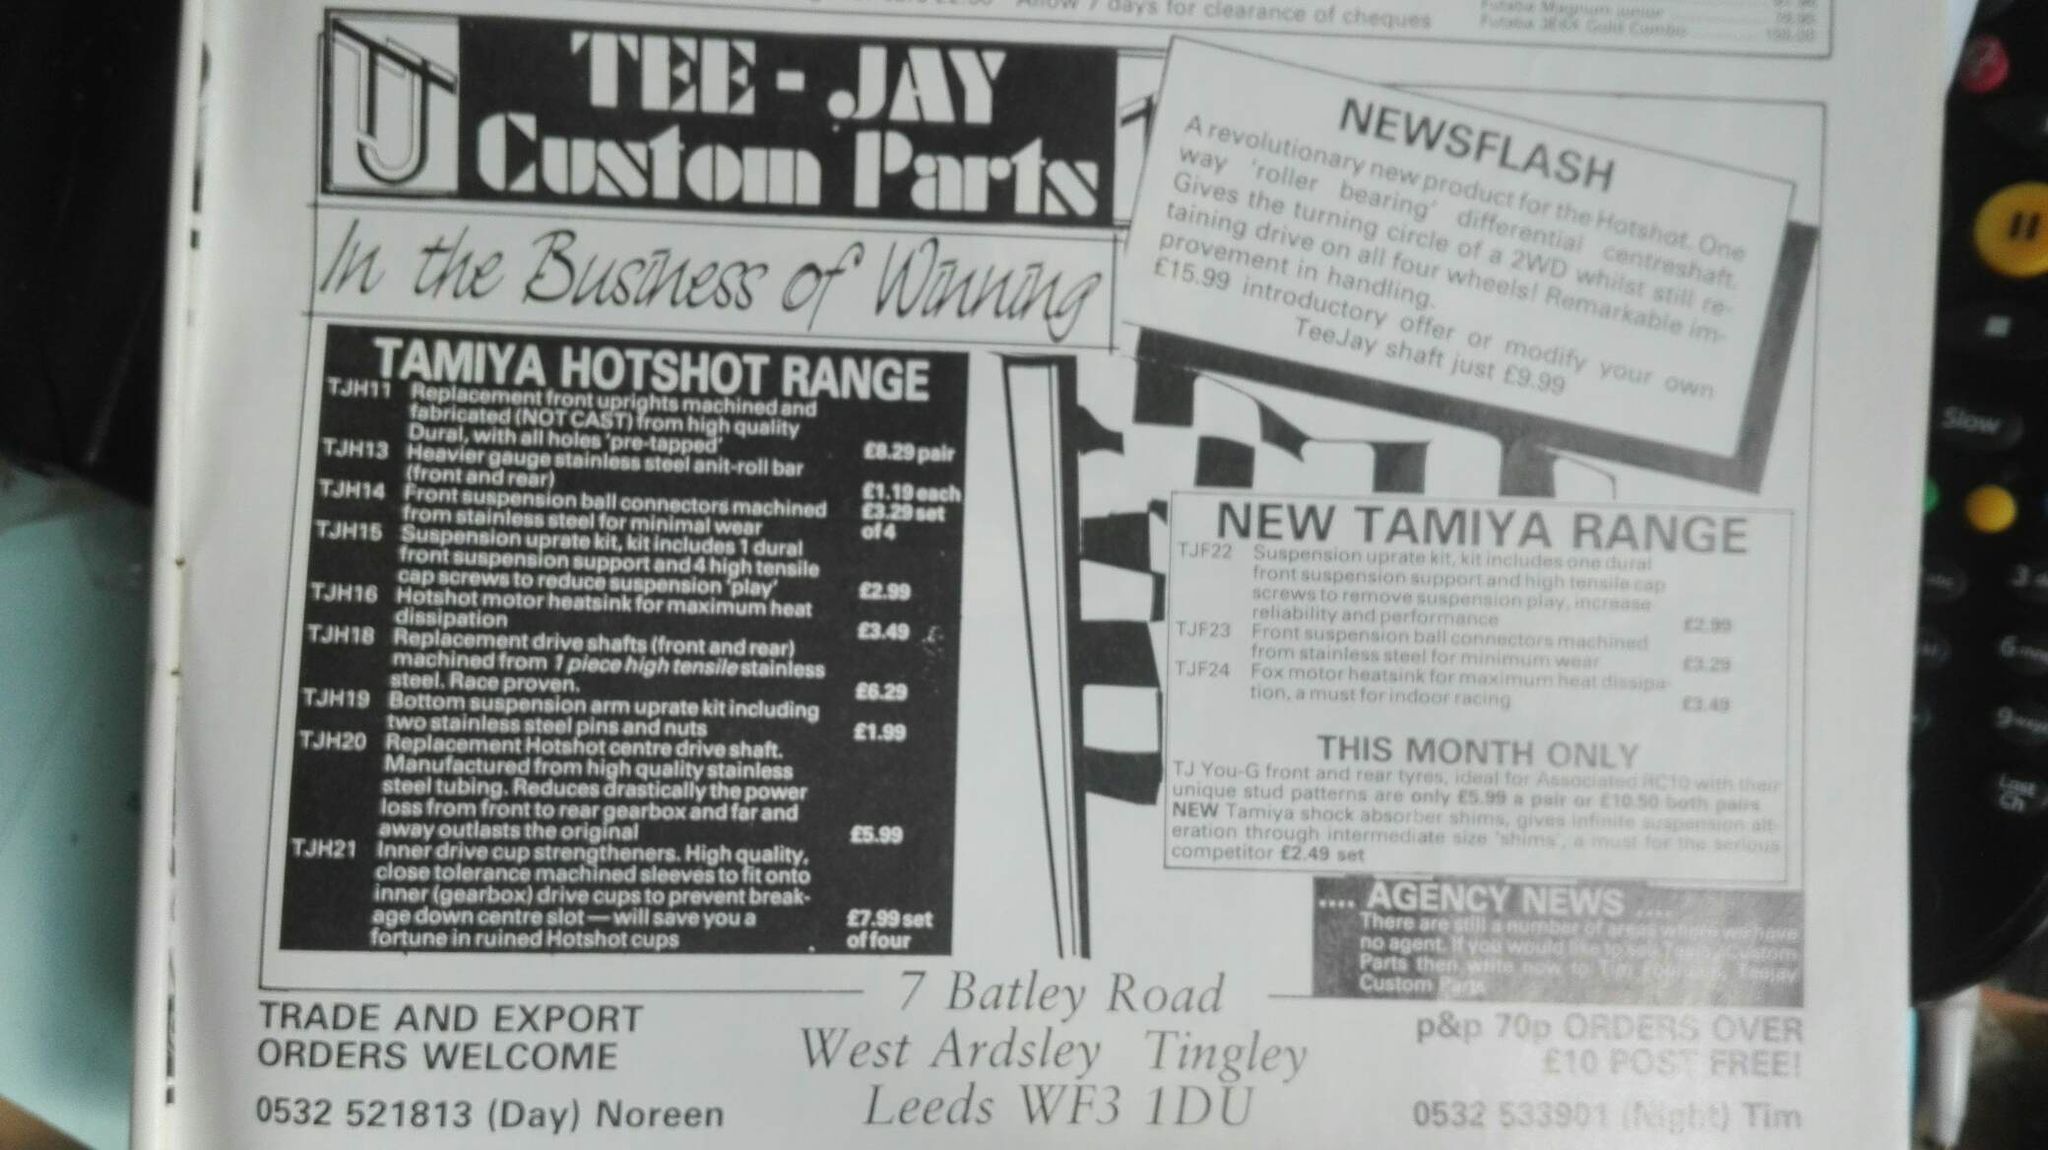 Allow 7 days for clearance of cheques
Futaba Magnum junior
Futaba
TJ
TEE - JAY
Custom Parts
In the Business of Winning
NEWSFLASH
A revolutionary new product for the Hotshot. One
way 'roller bearing' differential centreshaft.
Gives the turning circle of a 2WD whilst still re-
taining drive on all four wheels! Remarkable im-
provement in handling.
£15.99 introductory offer or modify your own
TeeJay shaft just £9.99
TAMIYA HOTSHOT RANGE
TJH11 Replacement front uprights machined and
fabricated (NOT CAST) from high quality
Dural, with all holes 'pre-tapped' £8.29 pair
TJH13 Heavier gauge stainless steel anit-roll bar
(front and rear) £1.19 each
TJH14 Front suspension ball connectors machined £3.29 set
from stainless steel for minimal wear of 4
TJH15 Suspension uprate kit, kit includes 1 dural
front suspension support and 4 high tensile
cap screws to reduce suspension 'play' £2.99
TJH16 Hotshot motor heatsink for maximum heat
dissipation £3.49
TJH18 Replacement drive shafts (front and rear)
machined from 1 piece high tensile stainless
steel. Race proven. £6.29
TJH19 Bottom suspension arm uprate kit including
two stainless steel pins and nuts £1.99
TJH20 Replacement Hotshot centre drive shaft.
Manufactured from high quality stainless
steel tubing. Reduces drastically the power
loss from front to rear gearbox and far and
away outlasts the original £5.99
TJH21 Inner drive cup strengtheners. High quality,
close tolerance machined sleeves to fit onto
inner (gearbox) drive cups to prevent break-
age down centre slot — will save you a £7.99 set
fortune in ruined Hotshot cups of four
NEW TAMIYA RANGE
TJF22 Suspension uprate kit, kit includes one dural
front suspension support and high tensile cap
screws to remove suspension play, increase
reliability and performance £2.99
TJF23 Front suspension ball connectors machined
from stainless steel for minimum wear £3.29
TJF24 Fox motor heatsink for maximum heat dissipa-
tion, a must for indoor racing £3.49
THIS MONTH ONLY
TJ You-G front and rear tyres, ideal for Associated RC10 with their
unique stud patterns are only £5.99 a pair or £10.50 both pairs
NEW Tamiya shock absorber shims, gives infinite suspension alt-
eration through intermediate size 'shims', a must for the serious
competitor £2.49 set
.... AGENCY NEWS ....
There are still a number of areas where we have
no agent. If you would like to sell TeeJay Custom
Parts then write now to Tim TeeJay
Custom Parts
TRADE AND EXPORT
ORDERS WELCOME
0532 521813 (Day) Noreen
7 Batley Road
West Ardsley Tingley
Leeds WF3 1DU
p&p 70p ORDERS OVER
£10 POST FREE!
0532 533901 (Night) Tim
Slow